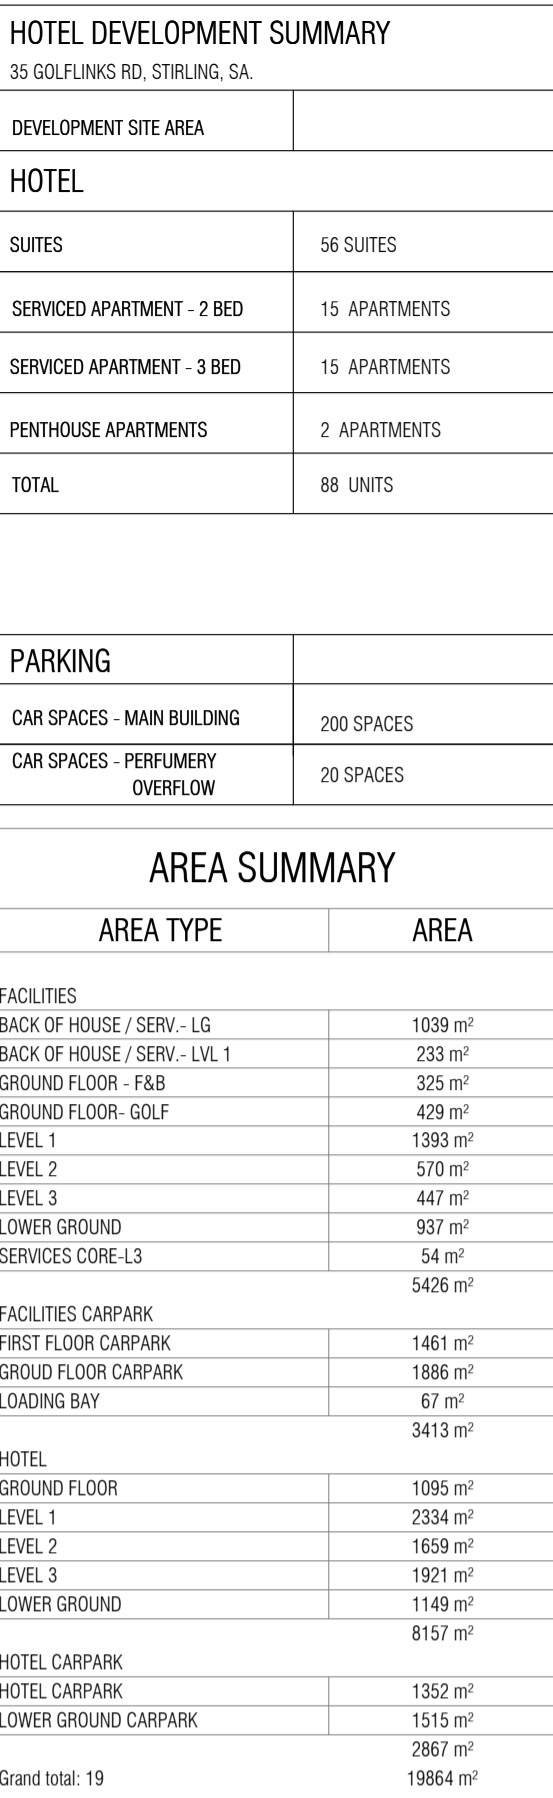 HOTEL DEVELOPMENT SUMMARY
35 GOLFLINKS RD, STIRLING, SA.
DEVELOPMENT SITE AREA
HOTEL
SUITES 56 SUITES
SERVICED APARTMENT - 2 BED 15 APARTMENTS
SERVICED APARTMENT - 3 BED 15 APARTMENTS
PENTHOUSE APARTMENTS 2 APARTMENTS
TOTAL 88 UNITS
PARKING
CAR SPACES - MAIN BUILDING 200 SPACES
CAR SPACES - PERFUMERY
OVERFLOW 20 SPACES
AREA SUMMARY
AREA TYPE AREA
FACILITIES
BACK OF HOUSE / SERV.- LG 1039 m²
BACK OF HOUSE / SERV.- LVL 1 233 m²
GROUND FLOOR - F&B 325 m²
GROUND FLOOR- GOLF 429 m²
LEVEL 1 1393 m²
LEVEL 2 570 m²
LEVEL 3 447 m²
LOWER GROUND 937 m²
SERVICES CORE-L3 54 m²
5426 m²
FACILITIES CARPARK
FIRST FLOOR CARPARK 1461 m²
GROUD FLOOR CARPARK 1886 m²
LOADING BAY 67 m²
3413 m²
HOTEL
GROUND FLOOR 1095 m²
LEVEL 1 2334 m²
LEVEL 2 1659 m²
LEVEL 3 1921 m²
LOWER GROUND 1149 m²
8157 m²
HOTEL CARPARK
HOTEL CARPARK 1352 m²
LOWER GROUND CARPARK 1515 m²
2867 m²
Grand total: 19 19864 m²